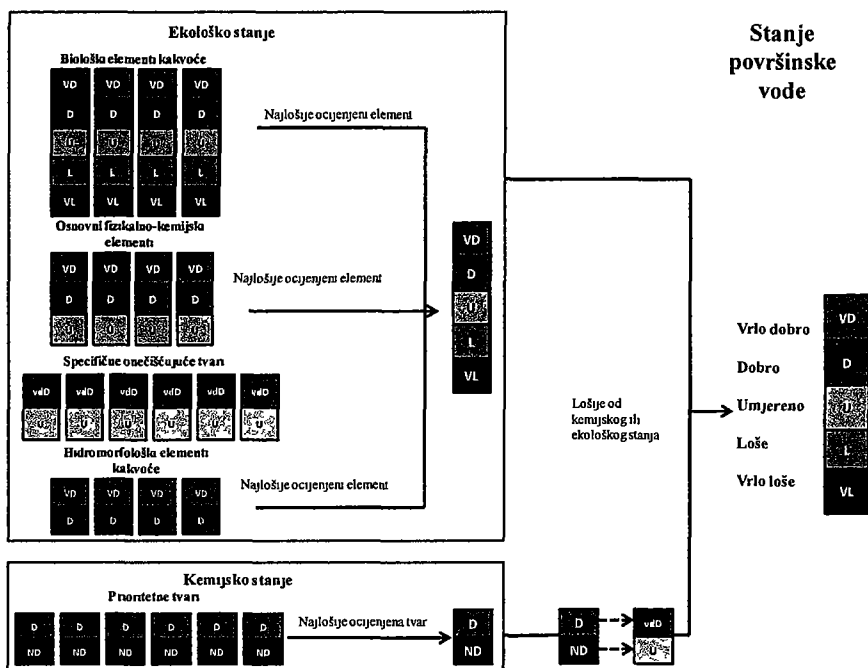 Ekološko stanje
Biološki elementi kakvoće
VD VD VD VD
D D D D
U U U U
L L L L
VL VL VL VL
Najlošije ocijenjeni element
Osnovni fizikalno-kemijski
elementi
VD VD VD VD
D D D D
U U U U
Najlošije ocijenjeni element
Specifične onečišćujuće tvari
vdD vdD vdD vdD vdD vdD
U U U U U U
Hidromorfološki elementi
kakvoće
VD VD VD VD
D D D D
Najlošije ocijenjeni element
VD
D
U
L
VL
Kemijsko stanje
Prioritetne tvari
D D D D D D
ND ND ND ND ND ND
Najlošije ocijenjena tvar
D
ND
D
ND
vdD
U
Lošije od
kemijskog ili
ekološkog stanja
Stanje
površinske
vode
Vrlo dobro VD
Dobro D
Umjereno U
Loše L
Vrlo loše VL